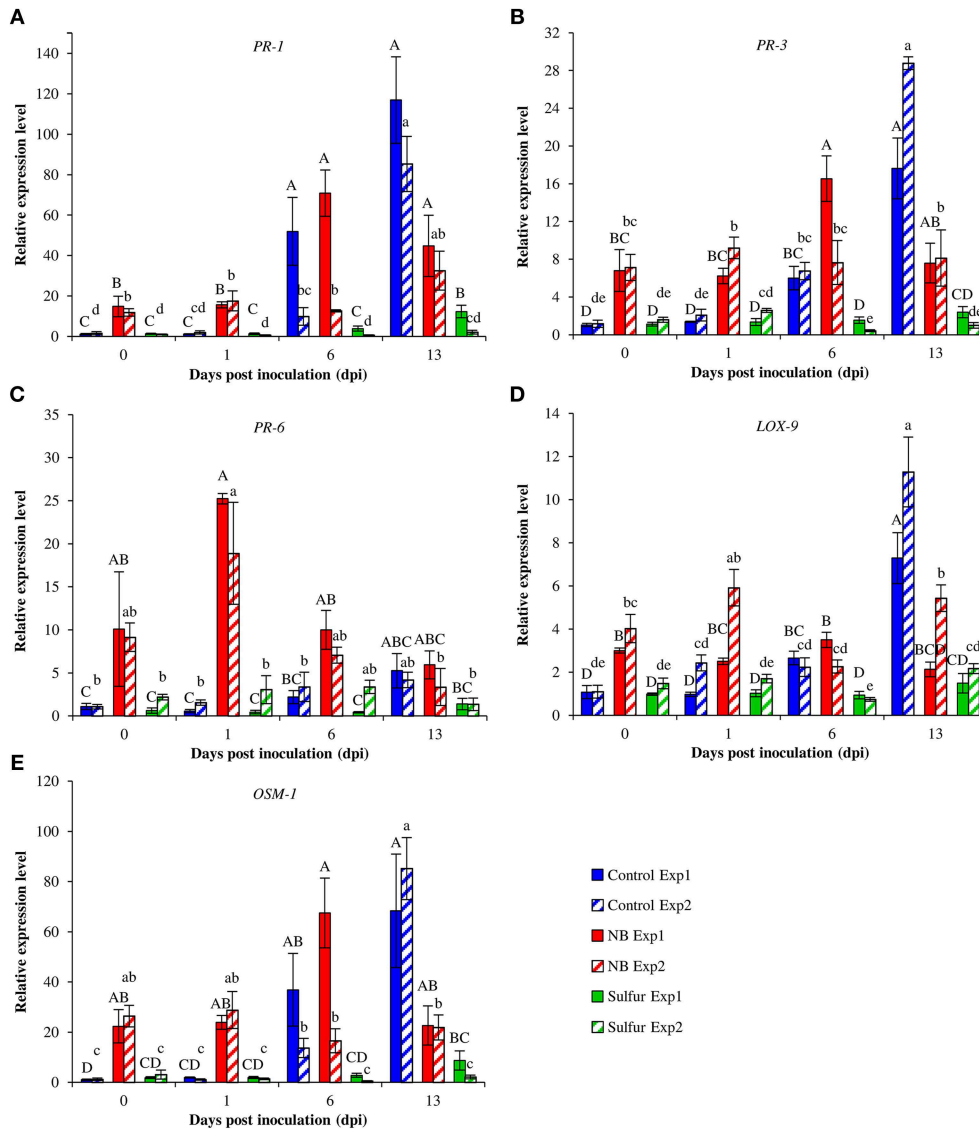 A
PR-1
Relative expression level
140
120
100
80
60
40
20
0
C d B b C d
C cd B b C d
A bc A b C d
A a A ab B cd
0 1 6 13
Days post inoculation (dpi)
B
PR-3
Relative expression level
32
28
24
20
16
12
8
4
0
D de BC bc D de
D de BC b D cd
BC bc A bc D e
A a AB b CD de
0 1 6 13
Days post inoculation (dpi)
C
PR-6
Relative expression level
35
30
25
20
15
10
5
0
C b AB ab C b
C b A a C b
BC b AB ab C ab
ABC ab ABC b BC b
0 1 6 13
Days post inoculation (dpi)
D
LOX-9
Relative expression level
14
12
10
8
6
4
2
0
D de B bc D de
D cd BC ab D de
BC cd B cd D e
A a BCD b CD cd
0 1 6 13
Days post inoculation (dpi)
E
OSM-1
Relative expression level
120
100
80
60
40
20
0
D c AB ab CD c
CD c AB ab CD c
AB b A b CD c
A a AB b BC c
0 1 6 13
Days post inoculation (dpi)
Control Exp1
Control Exp2
NB Exp1
NB Exp2
Sulfur Exp1
Sulfur Exp2